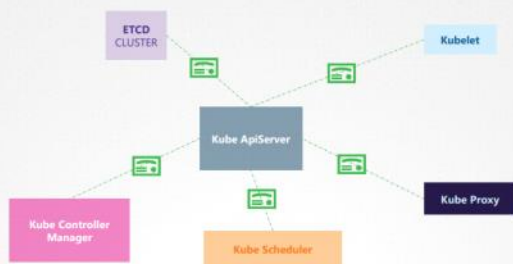 ETCD
CLUSTER
Kubelet
Kube ApiServer
Kube Proxy
Kube Controller
Manager
Kube Scheduler